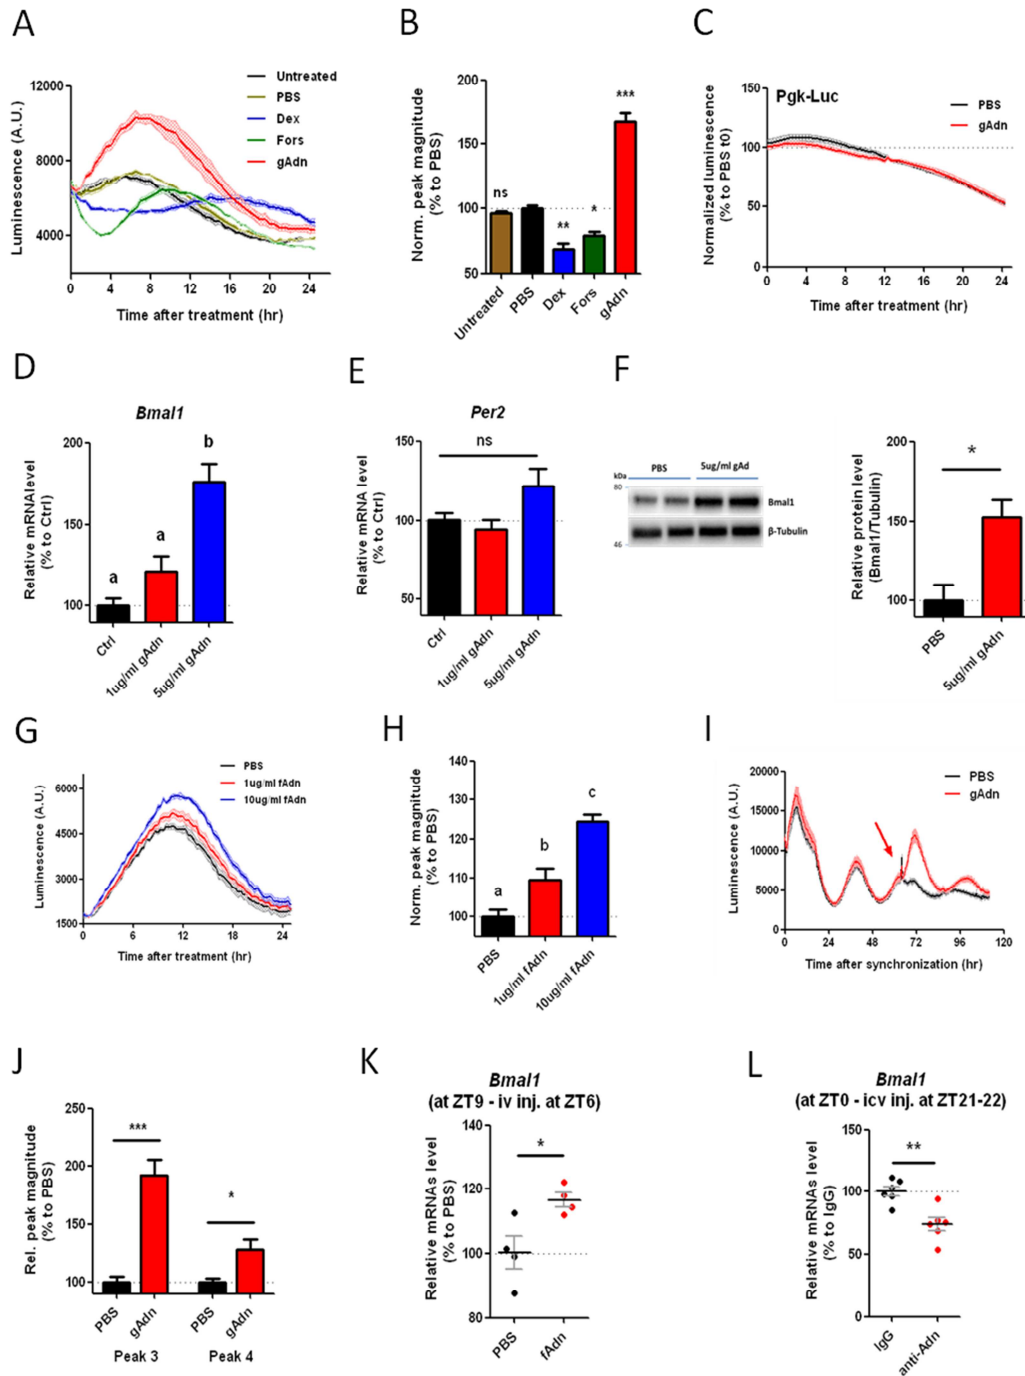 A
Luminescence (A.U.)
12000
8000
4000
0
4
8
12
16
20
24
Time after treatment (hr)
Untreated
PBS
Dex
Fors
gAdn
B
Norm. peak magnitude
(% to PBS)
200
150
100
50
ns
**
*
***
Untreated
PBS
Dex
Fors
gAdn
C
Normalized luminescence
(% to PBS t0)
150
100
50
0
Pgk-Luc
PBS
gAdn
0
4
8
12
16
20
24
Time after treatment (hr)
D
Bmal1
Relative mRNA level
(% to Ctrl)
200
150
100
a
a
b
Ctrl
1ug/ml gAdn
5ug/ml gAdn
E
Per2
Relative mRNA level
(% to Ctrl)
150
100
50
ns
Ctrl
1ug/ml gAdn
5ug/ml gAdn
F
kDa
PBS
5ug/ml gAd
80
Bmal1
β-Tubulin
46
Relative protein level
(Bmal1/Tubulin)
200
150
100
*
PBS
5ug/ml gAdn
G
Luminescence (A.U.)
6000
4500
3000
1500
PBS
1ug/ml fAdn
10ug/ml fAdn
0
6
12
18
24
Time after treatment (hr)
H
Norm. peak magnitude
(% to PBS)
140
130
120
110
100
a
b
c
PBS
1ug/ml fAdn
10ug/ml fAdn
I
Luminescence (A.U.)
20000
15000
10000
5000
0
PBS
gAdn
0
24
48
72
96
120
Time after synchronization (hr)
J
Rel. peak magnitude
(% to PBS)
250
200
150
100
***
*
PBS
gAdn
PBS
gAdn
Peak 3
Peak 4
K
Bmal1
(at ZT9 - iv inj. at ZT6)
Relative mRNAs level
(% to PBS)
140
120
100
80
*
PBS
fAdn
L
Bmal1
(at ZT0 - icv inj. at ZT21-22)
Relative mRNAs level
(% to IgG)
150
100
50
0
**
IgG
anti-Adn